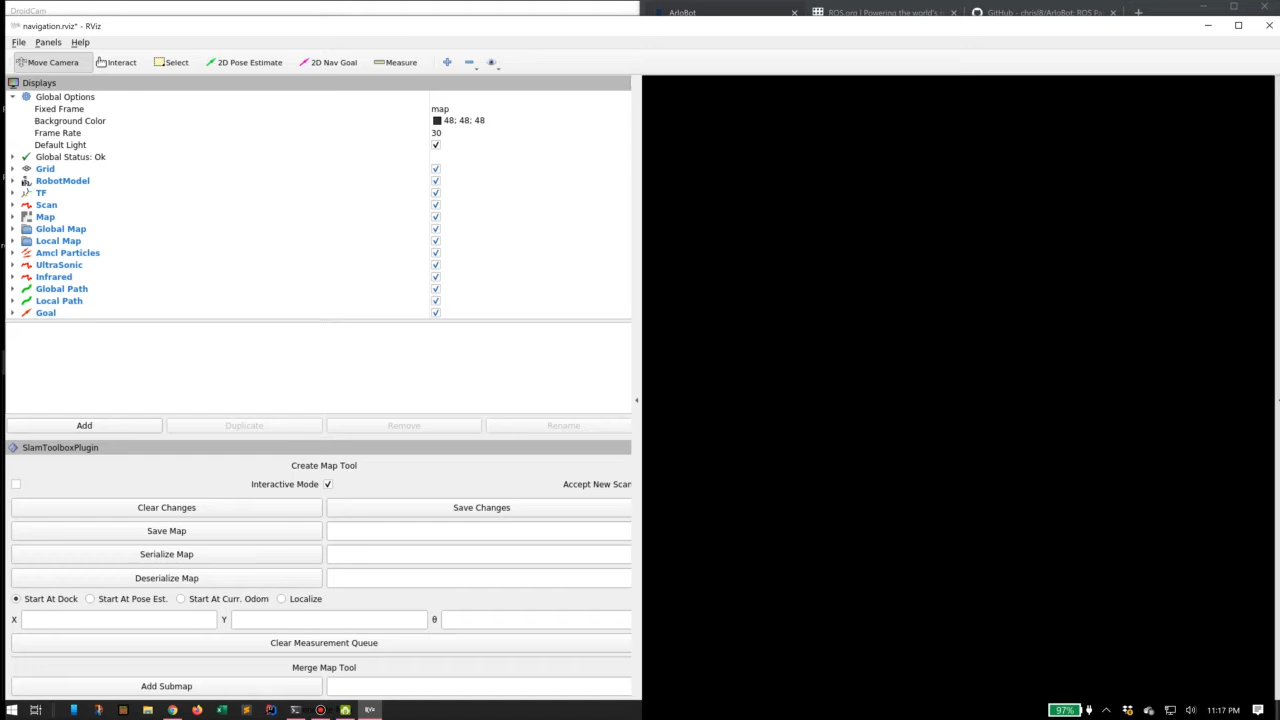 DroidCam
ArloBot
ROS.org | Powering the world's
GitHub - chrisl8/ArloBot: ROS P
navigation.rviz* - RViz
File Panels Help
Move Camera Interact Select 2D Pose Estimate 2D Nav Goal Measure
Displays
Global Options
Fixed Frame map
Background Color 48; 48; 48
Frame Rate 30
Default Light
Global Status: Ok
Grid
RobotModel
TF
Scan
Map
Global Map
Local Map
Amcl Particles
UltraSonic
Infrared
Global Path
Local Path
Goal
Add Duplicate Remove Rename
SlamToolboxPlugin
Create Map Tool
Interactive Mode Accept New Scan
Clear Changes Save Changes
Save Map
Serialize Map
Deserialize Map
Start At Dock Start At Pose Est. Start At Curr. Odom Localize
X Y θ
Clear Measurement Queue
Merge Map Tool
Add Submap
RViz 97% 11:17 PM